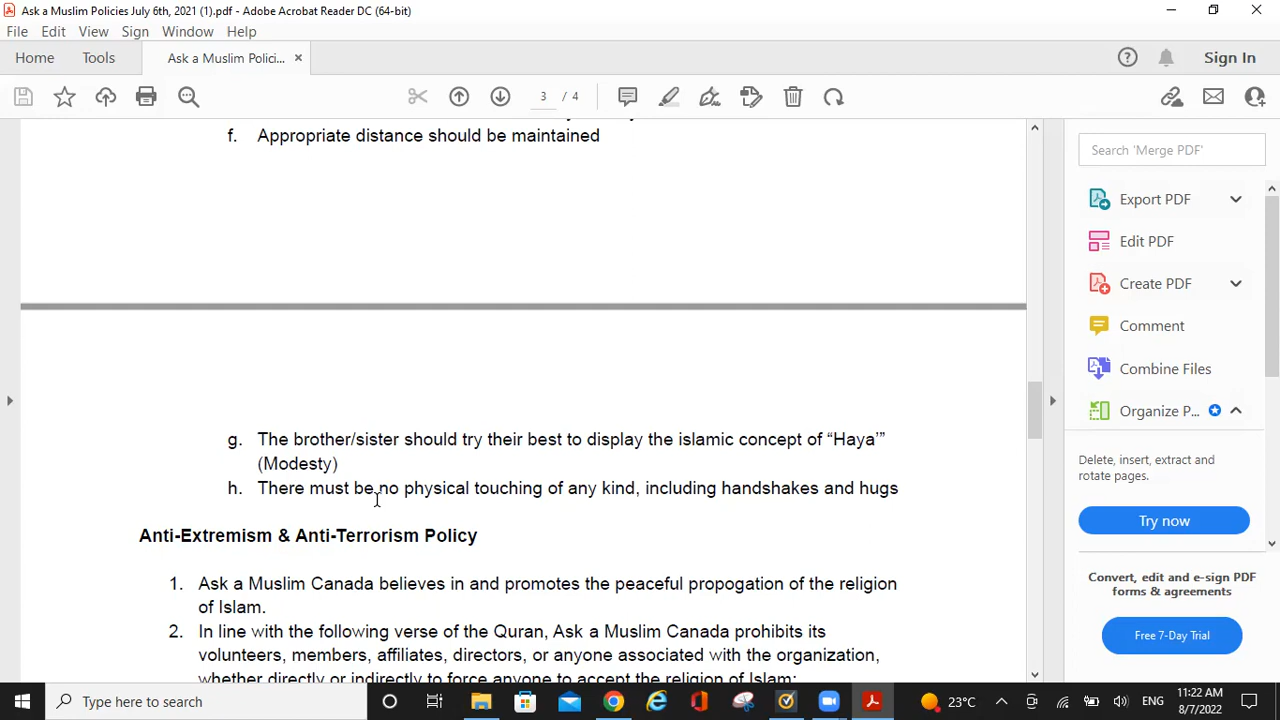 Ask a Muslim Policies July 6th, 2021 (1).pdf - Adobe Acrobat Reader DC (64-bit)
File Edit View Sign Window Help
Home Tools Ask a Muslim Polici... × Sign In
3 / 4
f. Appropriate distance should be maintained
g. The brother/sister should try their best to display the islamic concept of “Haya’”
(Modesty)
h. There must be no physical touching of any kind, including handshakes and hugs
Anti-Extremism & Anti-Terrorism Policy
1. Ask a Muslim Canada believes in and promotes the peaceful propogation of the religion
of Islam.
2. In line with the following verse of the Quran, Ask a Muslim Canada prohibits its
volunteers, members, affiliates, directors, or anyone associated with the organization,
whether directly or indirectly to force anyone to accept the religion of Islam:
Search 'Merge PDF'
Export PDF
Edit PDF
Create PDF
Comment
Combine Files
Organize P...
Delete, insert, extract and
rotate pages.
Try now
Convert, edit and e-sign PDF
forms & agreements
Free 7-Day Trial
Type here to search
23°C
ENG
11:22 AM
8/7/2022